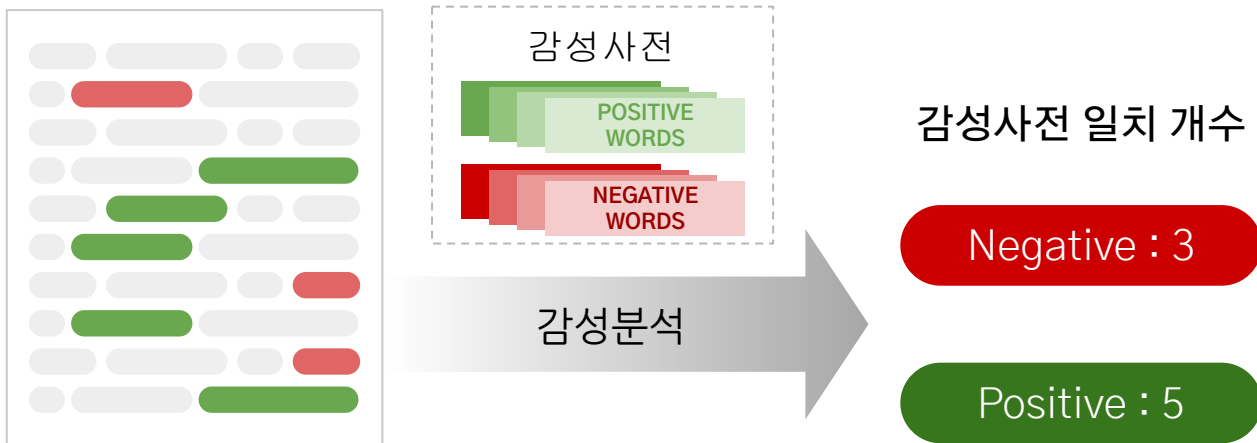 감성사전
POSITIVE
WORDS
NEGATIVE
WORDS
감성분석
감성사전 일치 개수
Negative : 3
Positive : 5